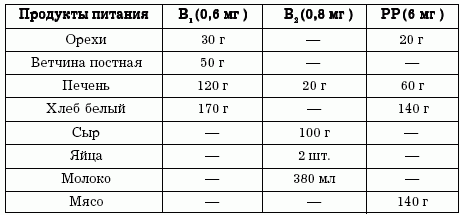 Продукты питания B₁ (0,6 мг) B₂ (0,8 мг) PP (6 мг)
Орехи 30 г — 20 г
Ветчина постная 50 г — —
Печень 120 г 20 г 60 г
Хлеб белый 170 г — 140 г
Сыр — 100 г —
Яйца — 2 шт. —
Молоко — 380 мл —
Мясо — — 140 г